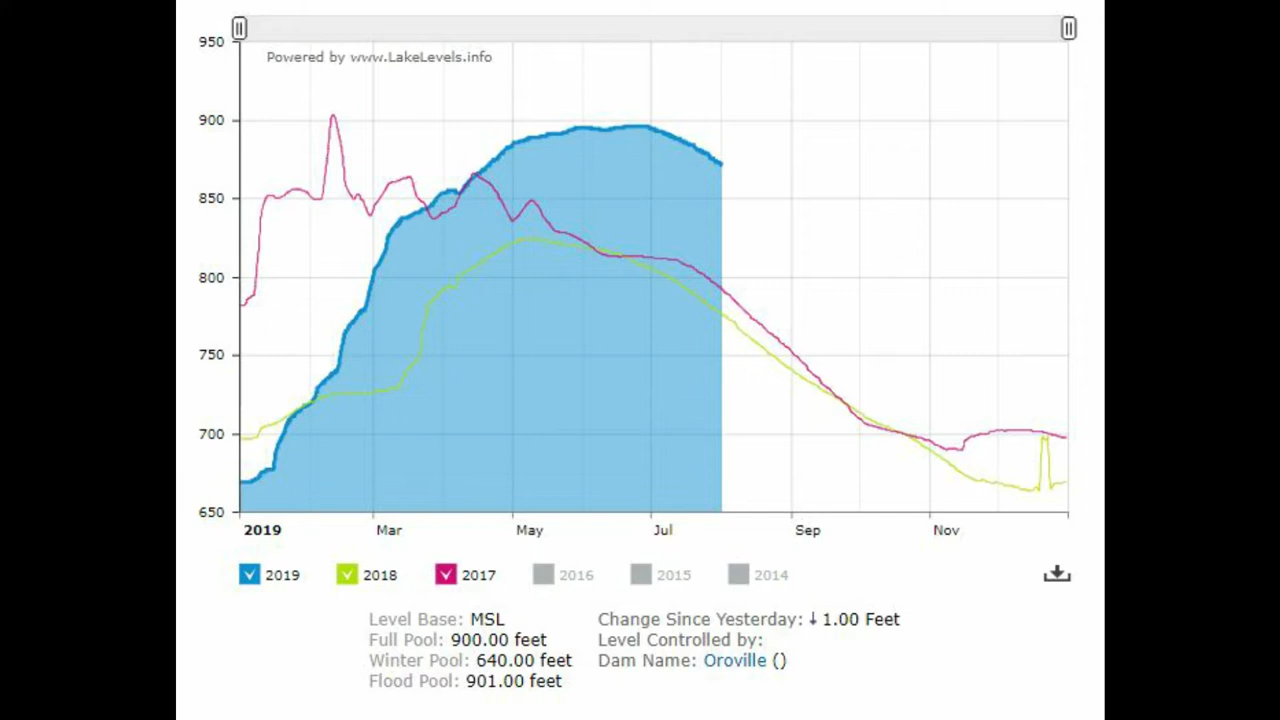 950
Powered by www.LakeLevels.info
900
850
800
750
700
650
2019 Mar May Jul Sep Nov
2019 2018 2017 2016 2015 2014
Level Base: MSL Change Since Yesterday: ↓ 1.00 Feet
Full Pool: 900.00 feet Level Controlled by:
Winter Pool: 640.00 feet Dam Name: Oroville ()
Flood Pool: 901.00 feet